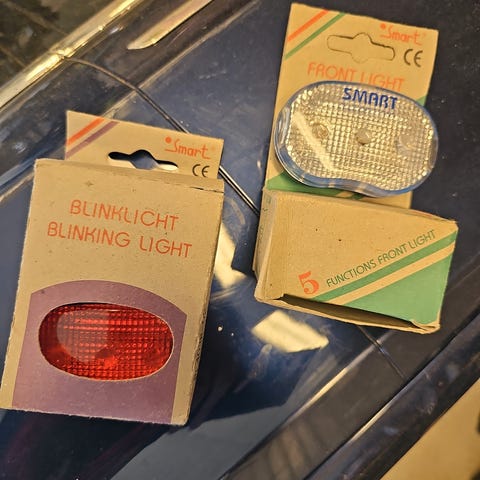 Smart
CE
BLINKLICHT
BLINKING LIGHT
Smart
CE
FRONT LIGHT
SMART
5 FUNCTIONS FRONT LIGHT